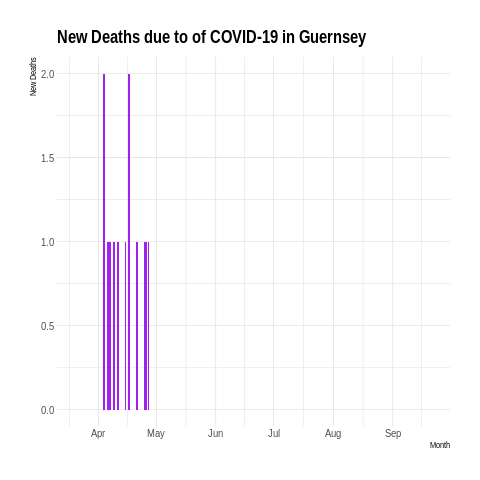 New Deaths due to of COVID-19 in Guernsey
New Deaths
2.0
1.5
1.0
0.5
0.0
Apr May Jun Jul Aug Sep
Month